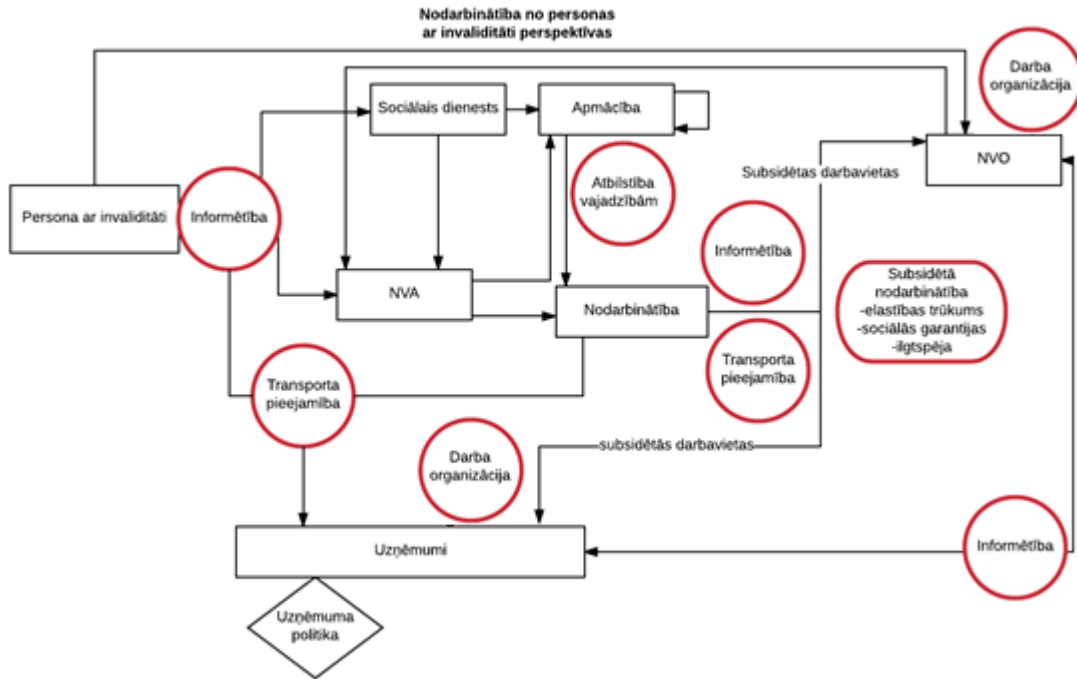 Nodarbinātība no personas
ar invaliditāti perspektīvas
Darba
organizācija
Sociālais dienests
Apmācība
NVO
Atbilstība
vajadzībām
Subsidētas darbavietas
Persona ar invaliditāti
Informētība
Informētība
NVA
Nodarbinātība
Subsidētā
nodarbinātība
-elastības trūkums
-sociālās garantijas
-ilgtspēja
Transporta
pieejamība
Transporta
pieejamība
subsidētās darbavietas
Darba
organizācija
Uzņēmumi
Informētība
Uzņēmuma
politika